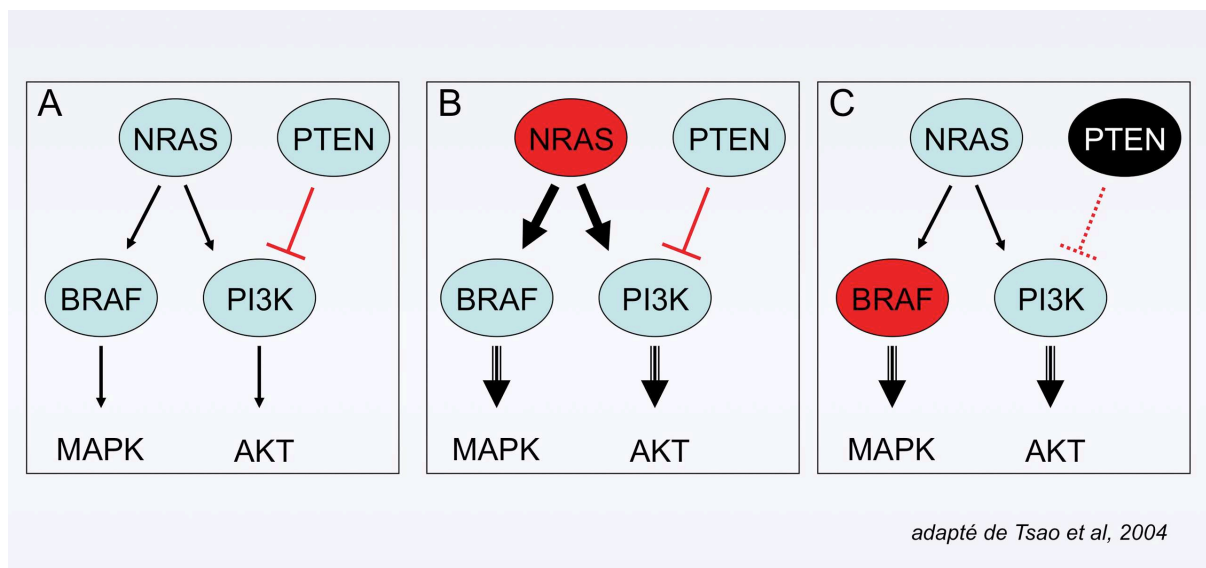 A
NRAS PTEN
BRAF PI3K
MAPK AKT
B
NRAS PTEN
BRAF PI3K
MAPK AKT
C
NRAS PTEN
BRAF PI3K
MAPK AKT
adapté de Tsao et al, 2004